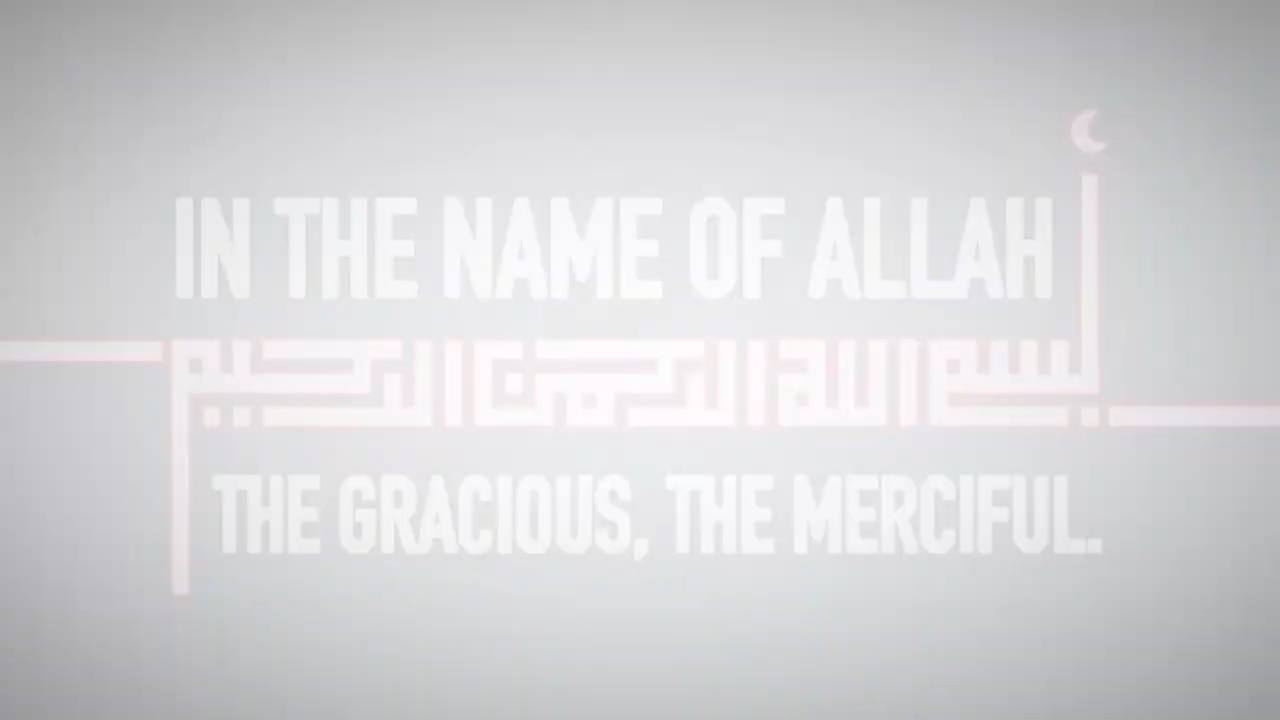 IN THE NAME OF ALLAH
بسم الله الرحمن الرحيم
THE GRACIOUS, THE MERCIFUL.